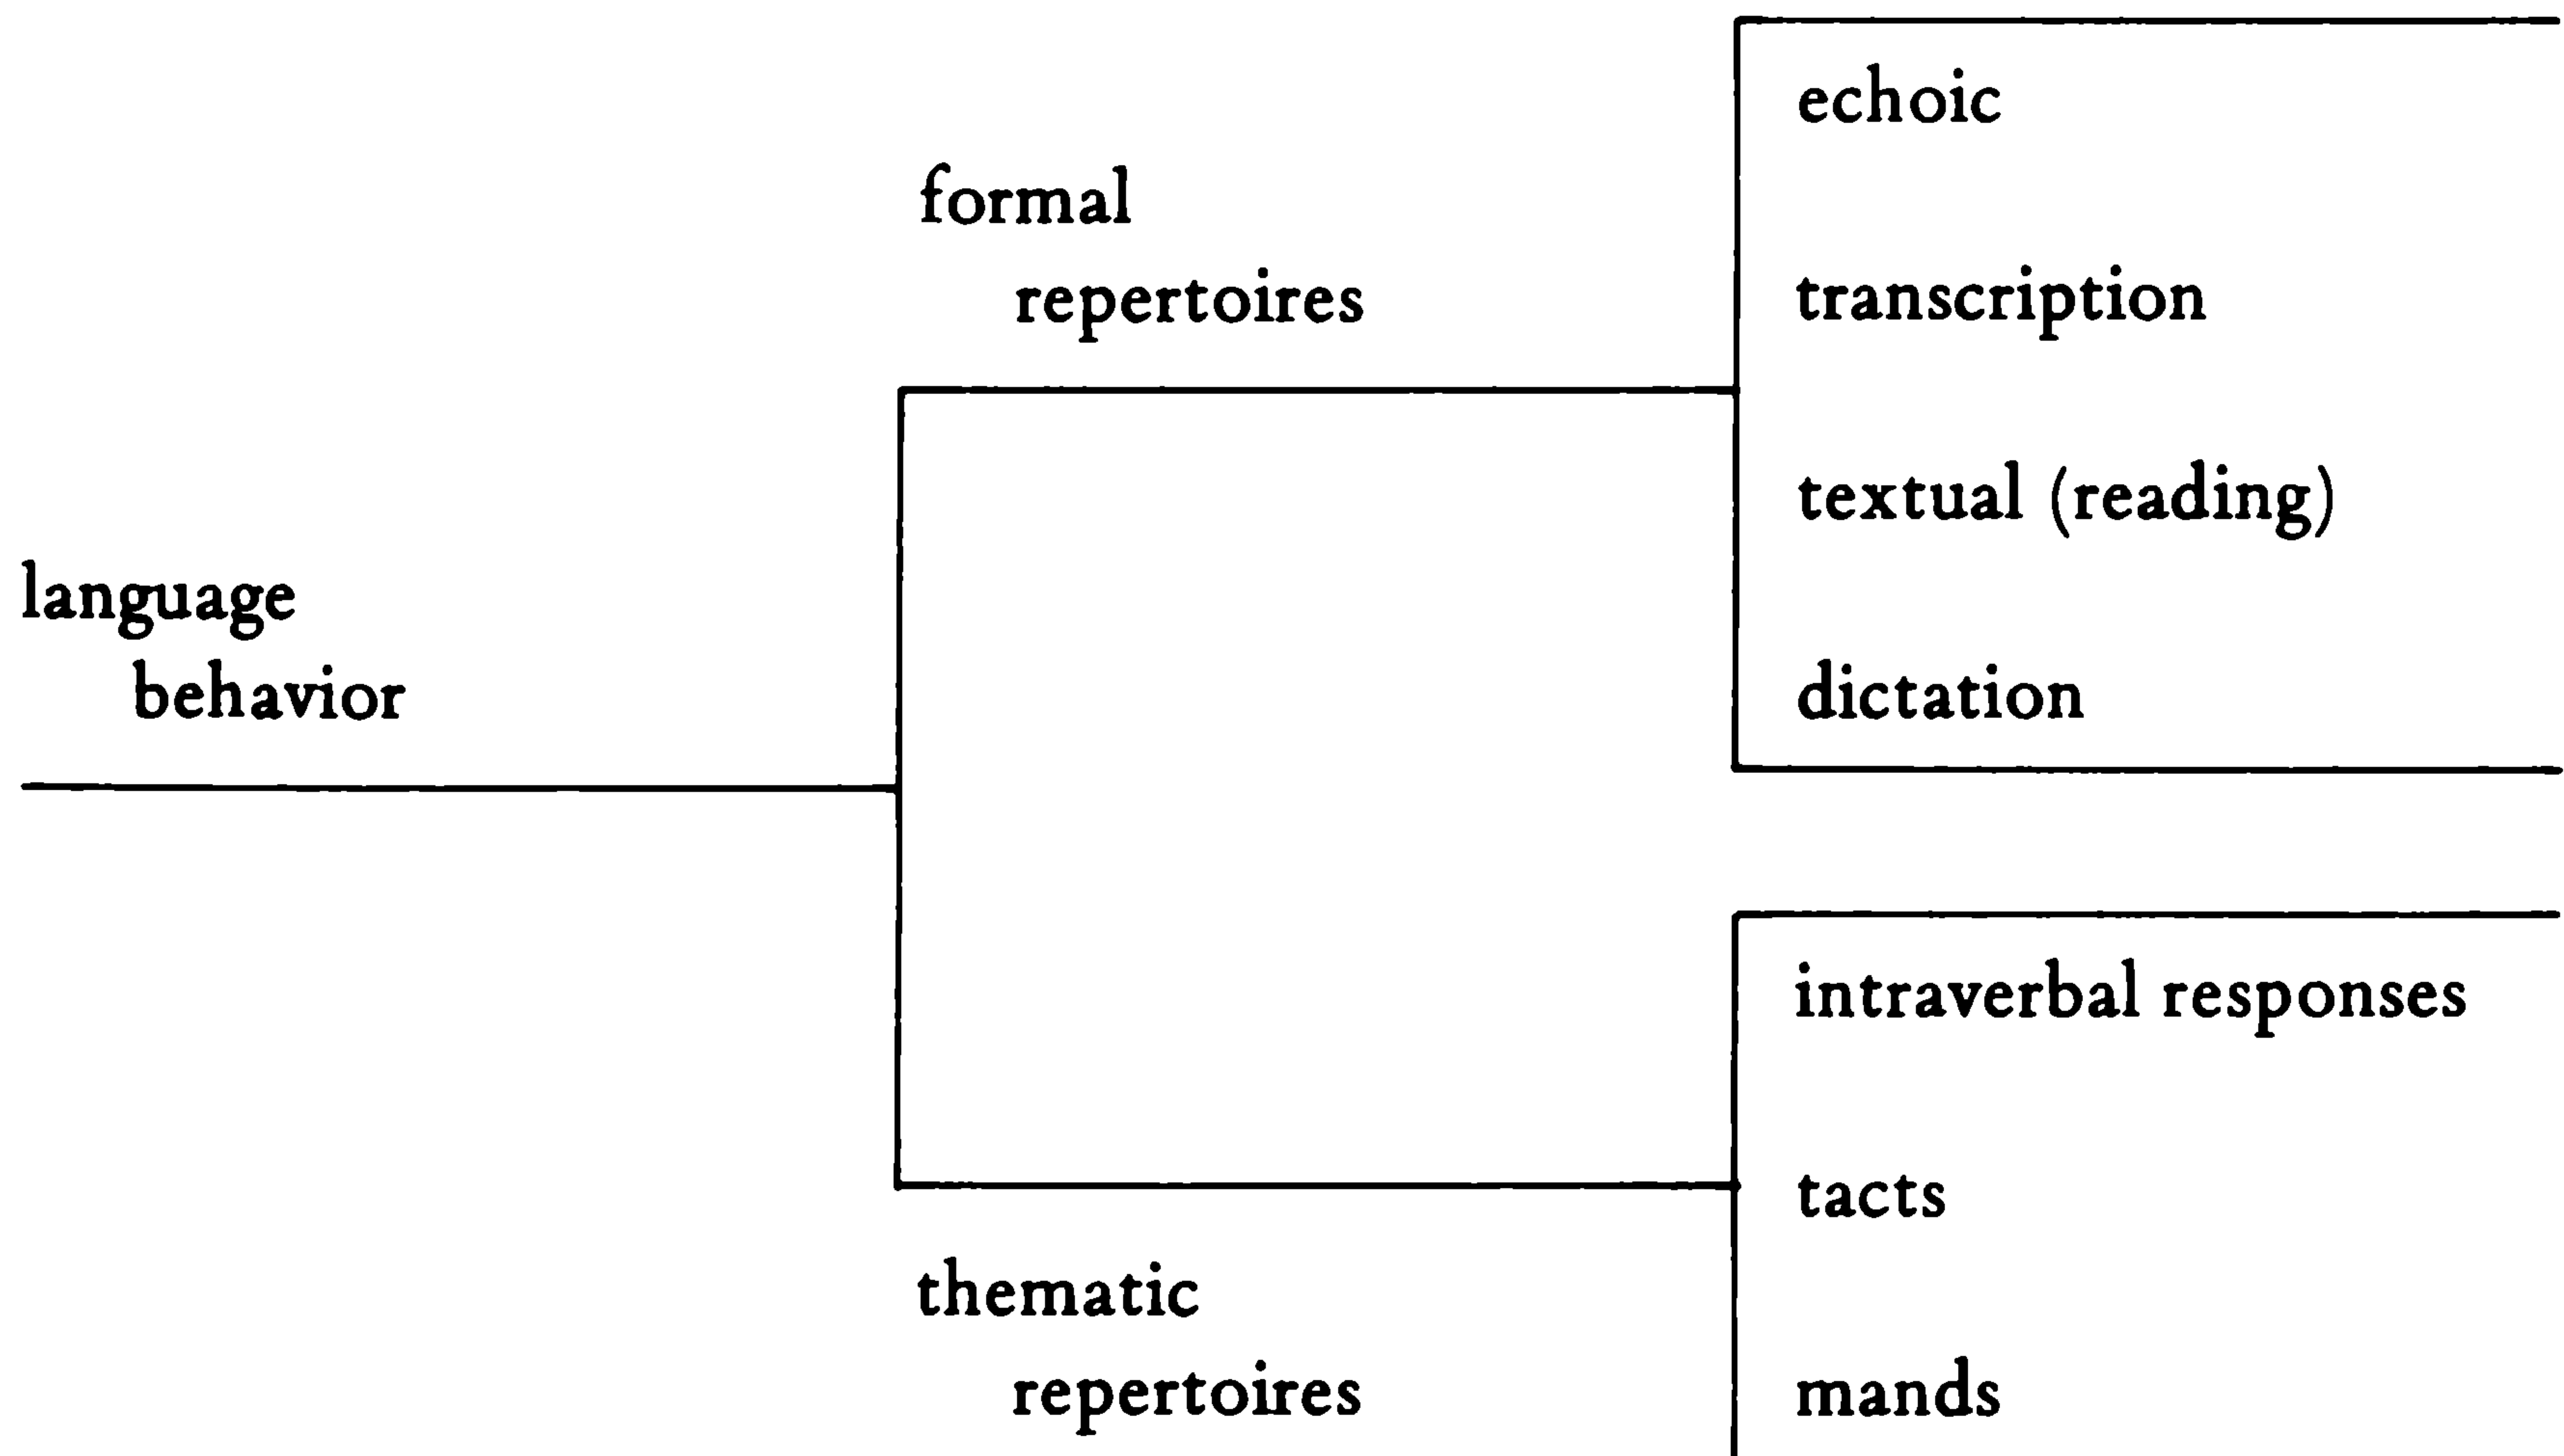 language
behavior
formal
repertoires
echoic
transcription
textual (reading)
dictation
thematic
repertoires
intraverbal responses
tacts
mands